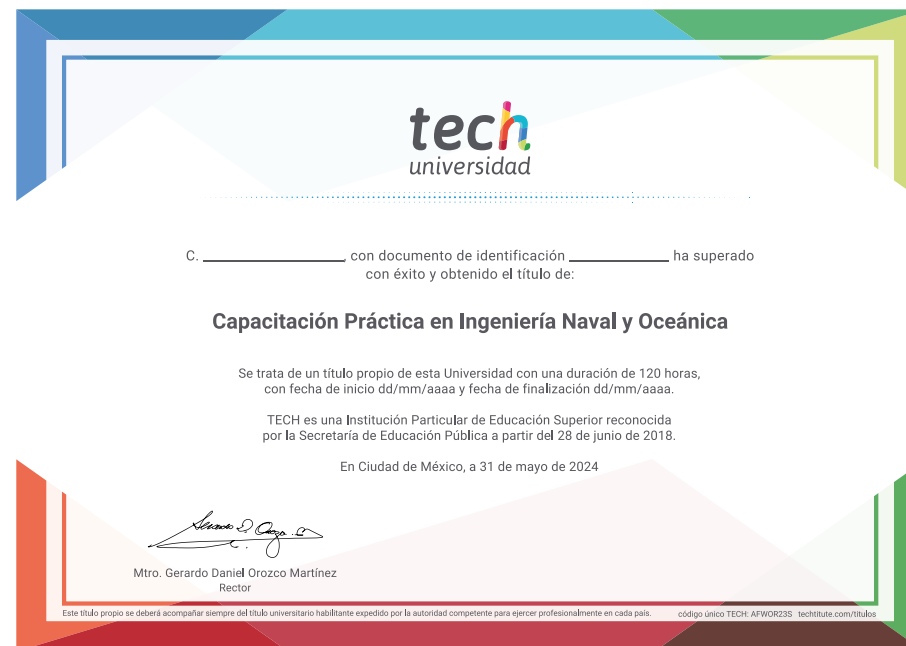 tech
universidad
C. ____________, con documento de identificación ____________ ha superado
con éxito y obtenido el título de:
Capacitación Práctica en Ingeniería Naval y Oceánica
Se trata de un título propio de esta Universidad con una duración de 120 horas,
con fecha de inicio dd/mm/aaaa y fecha de finalización dd/mm/aaaa.
TECH es una Institución Particular de Educación Superior reconocida
por la Secretaría de Educación Pública a partir del 28 de junio de 2018.
En Ciudad de México, a 31 de mayo de 2024
Mtro. Gerardo Daniel Orozco Martínez
Rector
Este título propio se deberá acompañar siempre del título universitario habilitante expedido por la autoridad competente para ejercer profesionalmente en cada país. código único TECH: AFWOR23S techtitute.com/titulos